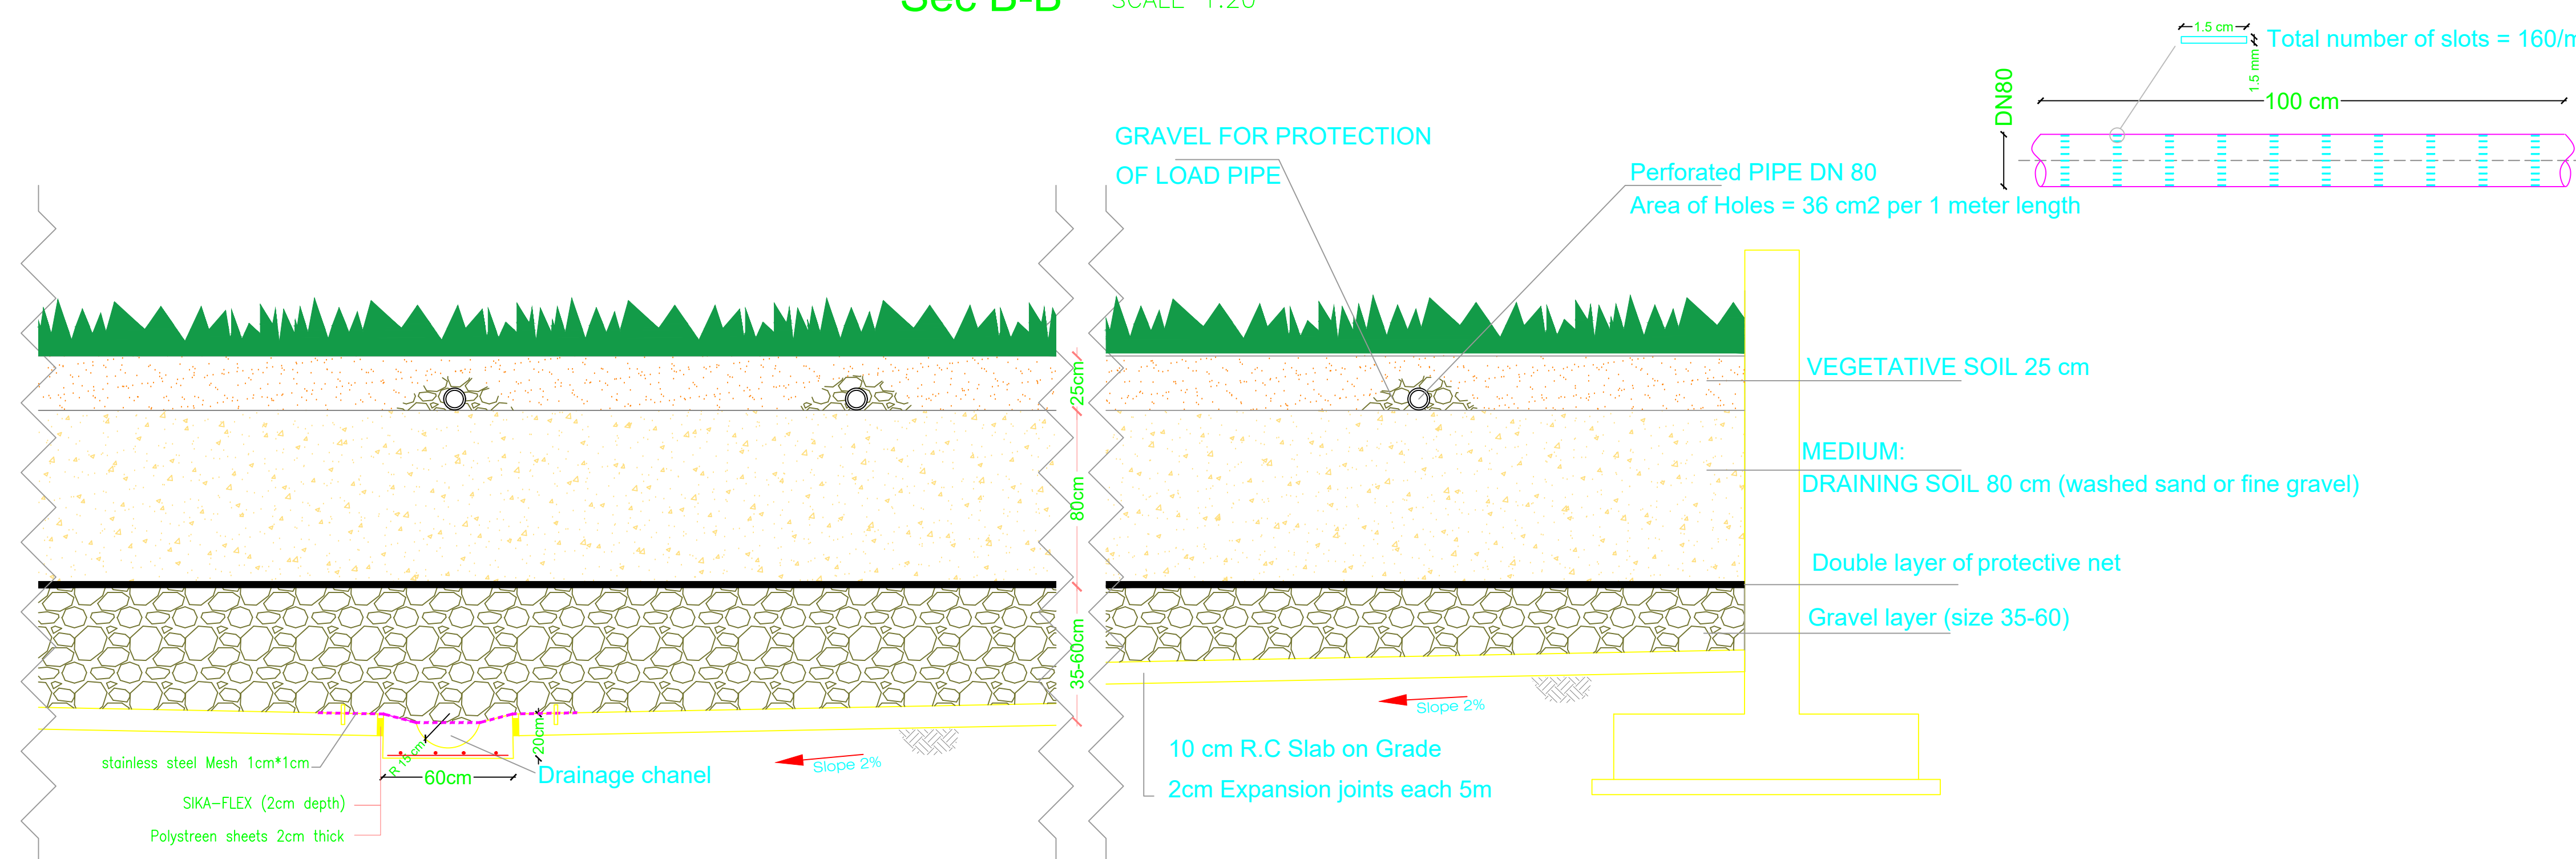 Sec B-B SCALE 1:20
1.5 cm
Total number of slots = 160/m
1.5 mm
DN80
100 cm
GRAVEL FOR PROTECTION
OF LOAD PIPE
Perforated PIPE DN 80
Area of Holes = 36 cm2 per 1 meter length
25cm
VEGETATIVE SOIL 25 cm
80cm
MEDIUM:
DRAINING SOIL 80 cm (washed sand or fine gravel)
Double layer of protective net
Gravel layer (size 35-60)
35-60cm
Slope 2%
20cm
R 15 cm
stainless steel Mesh 1cm*1cm
60cm
Drainage chanel
Slope 2%
10 cm R.C Slab on Grade
2cm Expansion joints each 5m
SIKA-FLEX (2cm depth)
Polystreen sheets 2cm thick